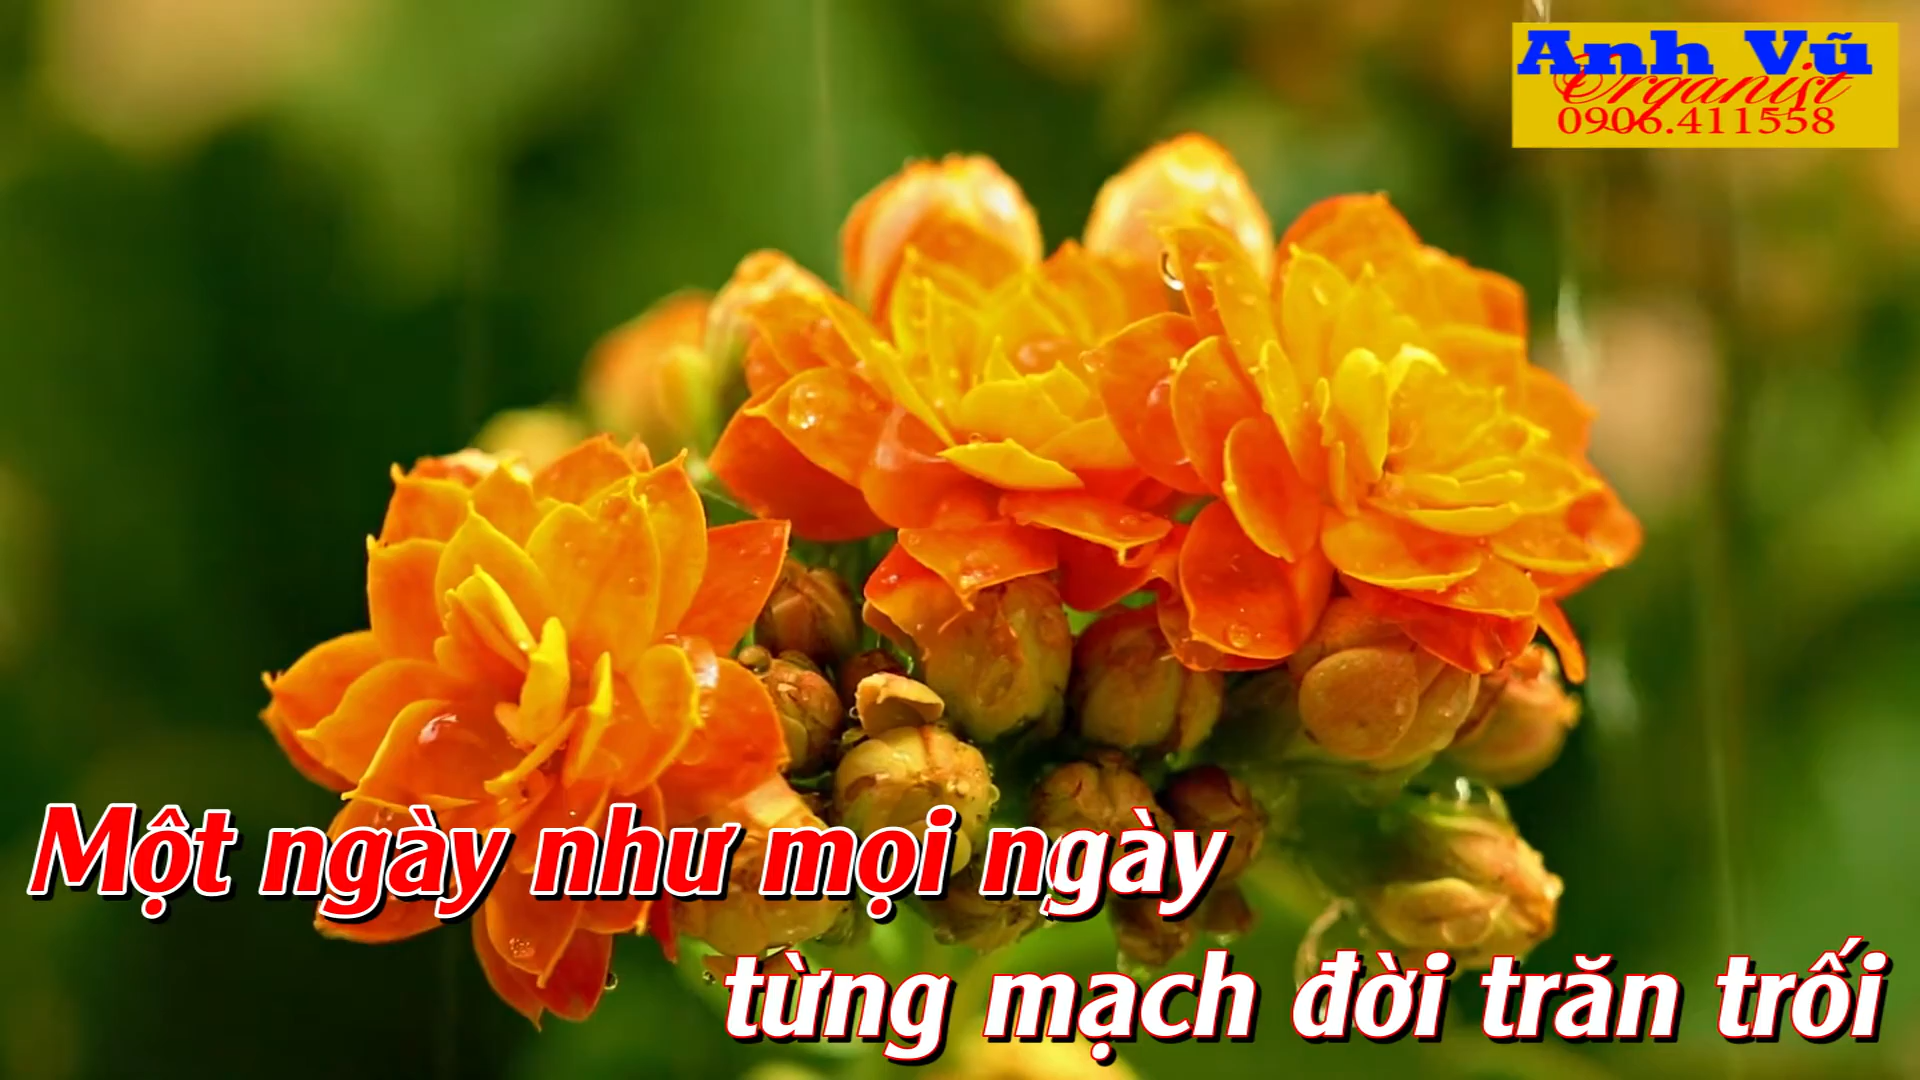 Anh Vũ
Organist
0906.411558
Một ngày như mọi ngày
từng mạch đời trăn trối